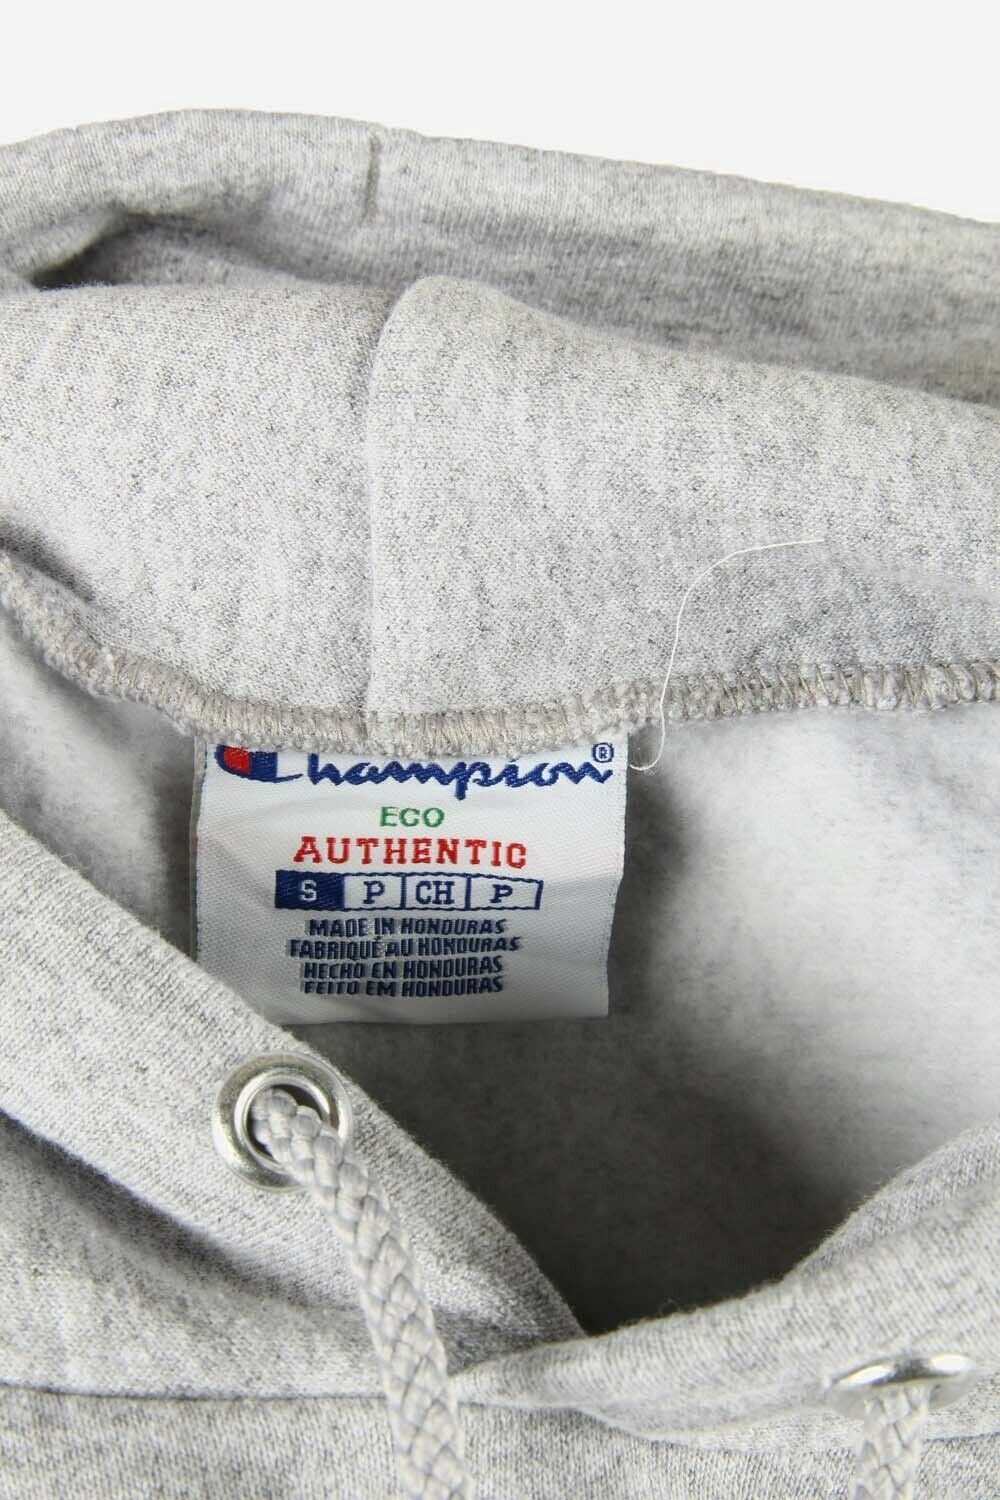 Champion®
ECO
AUTHENTIC
S P CH P
MADE IN HONDURAS
FABRIQUÉ AU HONDURAS
HECHO EN HONDURAS
FEITO EM HONDURAS